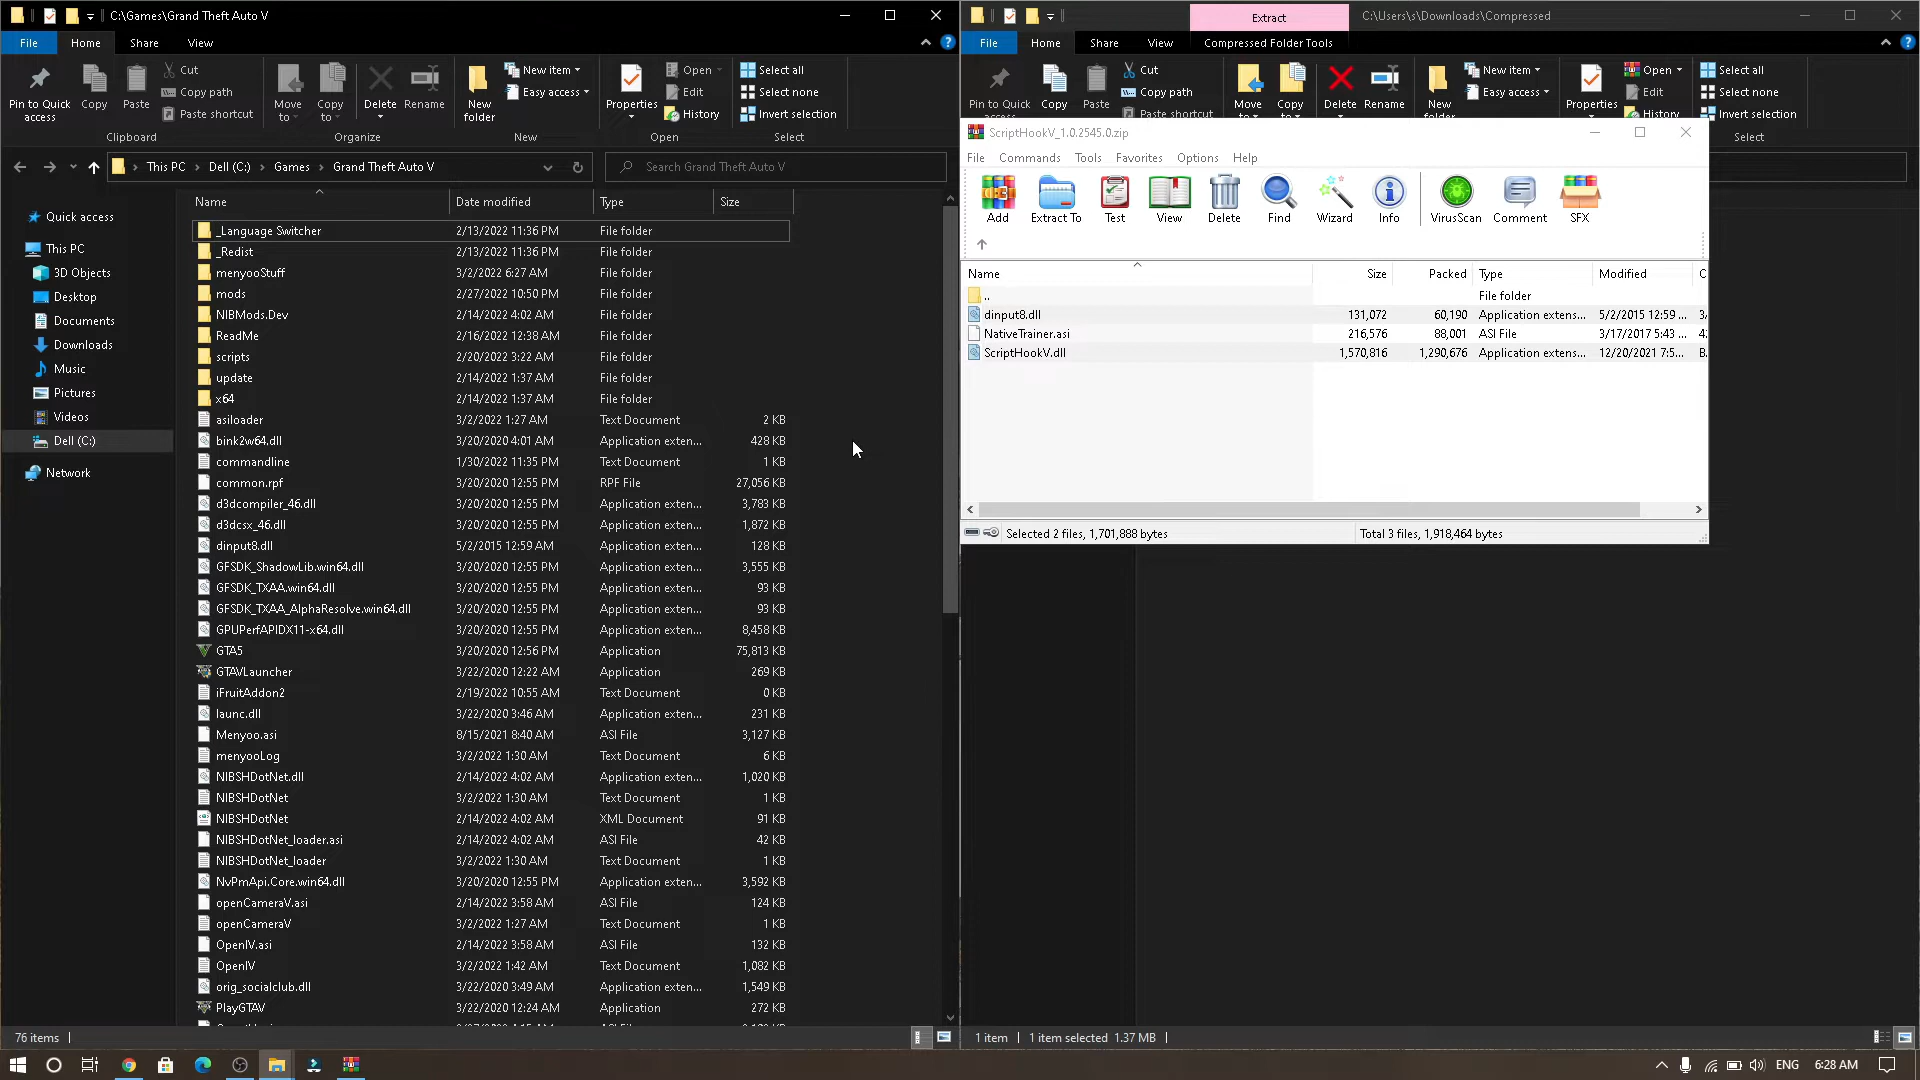 C:\Games\Grand Theft Auto V
File Home Share View
Pin to Quick access
Copy
Paste
Cut
Copy path
Paste shortcut
Clipboard
Move to
Copy to
Delete
Rename
Organize
New folder
New item
Easy access
New
Properties
Open
Edit
History
Open
Select all
Select none
Invert selection
Select
This PC > Dell (C:) > Games > Grand Theft Auto V
Search Grand Theft Auto V
Quick access
This PC
3D Objects
Desktop
Documents
Downloads
Music
Pictures
Videos
Dell (C:)
Network
Name Date modified Type Size
_Language Switcher 2/13/2022 11:36 PM File folder
_Redist 2/13/2022 11:36 PM File folder
menyooStuff 3/2/2022 6:27 AM File folder
mods 2/27/2022 10:50 PM File folder
NIBMods.Dev 2/14/2022 4:02 AM File folder
ReadMe 2/16/2022 12:38 AM File folder
scripts 2/20/2022 3:22 AM File folder
update 2/14/2022 1:37 AM File folder
x64 2/14/2022 1:37 AM File folder
asiloader 3/2/2022 1:27 AM Text Document 2 KB
bink2w64.dll 3/20/2020 4:01 AM Application exten... 428 KB
commandline 1/30/2022 11:35 PM Text Document 1 KB
common.rpf 3/20/2020 12:55 PM RPF File 27,056 KB
d3dcompiler_46.dll 3/20/2020 12:55 PM Application exten... 3,783 KB
d3dcsx_46.dll 3/20/2020 12:55 PM Application exten... 1,872 KB
dinput8.dll 5/2/2015 12:59 AM Application exten... 128 KB
GFSDK_ShadowLib.win64.dll 3/20/2020 12:55 PM Application exten... 3,555 KB
GFSDK_TXAA.win64.dll 3/20/2020 12:55 PM Application exten... 93 KB
GFSDK_TXAA_AlphaResolve.win64.dll 3/20/2020 12:55 PM Application exten... 93 KB
GPUPerfAPIDX11-x64.dll 3/20/2020 12:55 PM Application exten... 8,458 KB
GTA5 3/20/2020 12:56 PM Application 75,813 KB
GTAVLauncher 3/22/2020 12:22 AM Application 269 KB
iFruitAddon2 2/19/2022 10:55 AM Text Document 0 KB
launc.dll 3/22/2020 3:46 AM Application exten... 231 KB
Menyoo.asi 8/15/2021 8:40 AM ASI File 3,127 KB
menyooLog 3/2/2022 1:30 AM Text Document 6 KB
NIBSHDotNet.dll 2/14/2022 4:02 AM Application exten... 1,020 KB
NIBSHDotNet 3/2/2022 1:30 AM Text Document 1 KB
NIBSHDotNet 2/14/2022 4:02 AM XML Document 91 KB
NIBSHDotNet_loader.asi 2/14/2022 4:02 AM ASI File 42 KB
NIBSHDotNet_loader 3/2/2022 1:30 AM Text Document 1 KB
NvPmApi.Core.win64.dll 3/20/2020 12:55 PM Application exten... 3,592 KB
openCameraV.asi 2/14/2022 3:58 AM ASI File 124 KB
openCameraV 3/2/2022 1:27 AM Text Document 1 KB
OpenIV.asi 2/14/2022 3:58 AM ASI File 132 KB
OpenIV 3/2/2022 1:42 AM Text Document 1,082 KB
orig_socialclub.dll 3/22/2020 3:49 AM Application exten... 1,549 KB
PlayGTAV 3/22/2020 12:24 AM Application 272 KB
76 items
Extract C:\Users\s\Downloads\Compressed
File Home Share View Compressed Folder Tools
Pin to Quick access
Copy
Paste
Cut
Copy path
Paste shortcut
Move to
Copy to
Delete
Rename
New folder
New item
Easy access
Properties
Open
Edit
History
Select all
Select none
Invert selection
Select
ScriptHookV_1.0.2545.0.zip
File Commands Tools Favorites Options Help
Add Extract To Test View Delete Find Wizard Info VirusScan Comment SFX
Name Size Packed Type Modified C
.. File folder
dinput8.dll 131,072 60,190 Application extens... 5/2/2015 12:59 ... 3/
NativeTrainer.asi 216,576 88,001 ASI File 3/17/2017 5:43 ... 4:
ScriptHookV.dll 1,570,816 1,290,676 Application extens... 12/20/2021 7:5... B.
Selected 2 files, 1,701,888 bytes Total 3 files, 1,918,464 bytes
1 item 1 item selected 1.37 MB
ENG 6:28 AM